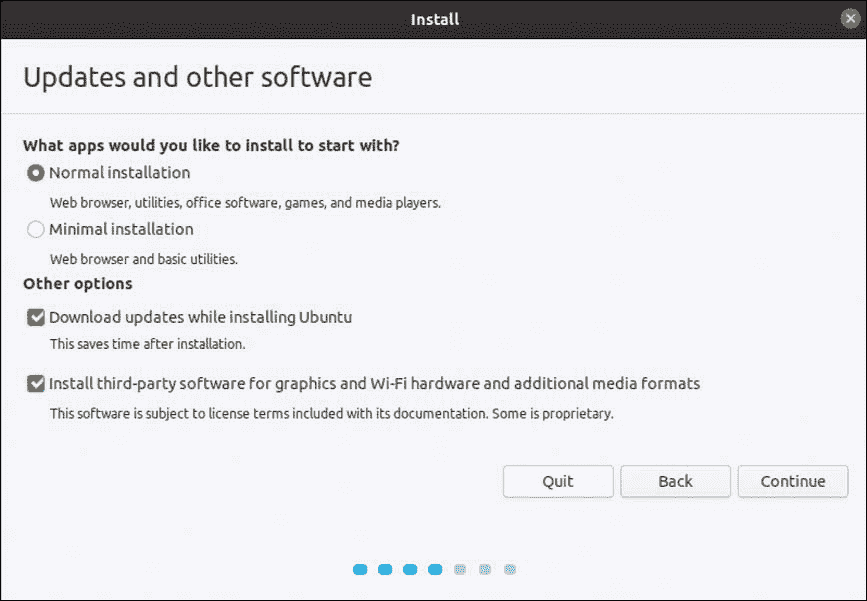 Install
Updates and other software
What apps would you like to install to start with?
Normal installation
Web browser, utilities, office software, games, and media players.
Minimal installation
Web browser and basic utilities.
Other options
Download updates while installing Ubuntu
This saves time after installation.
Install third-party software for graphics and Wi-Fi hardware and additional media formats
This software is subject to license terms included with its documentation. Some is proprietary.
Quit Back Continue